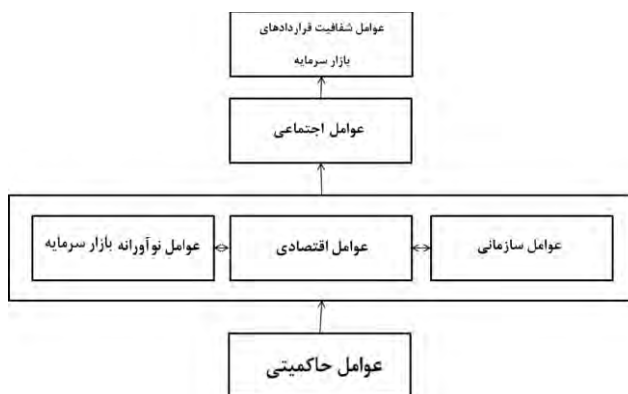 عوامل شفافیت قراردادهای
بازار سرمایه
عوامل اجتماعی
عوامل سازمانی
عوامل اقتصادی
عوامل نوآورانه بازار سرمایه
عوامل حاکمیتی